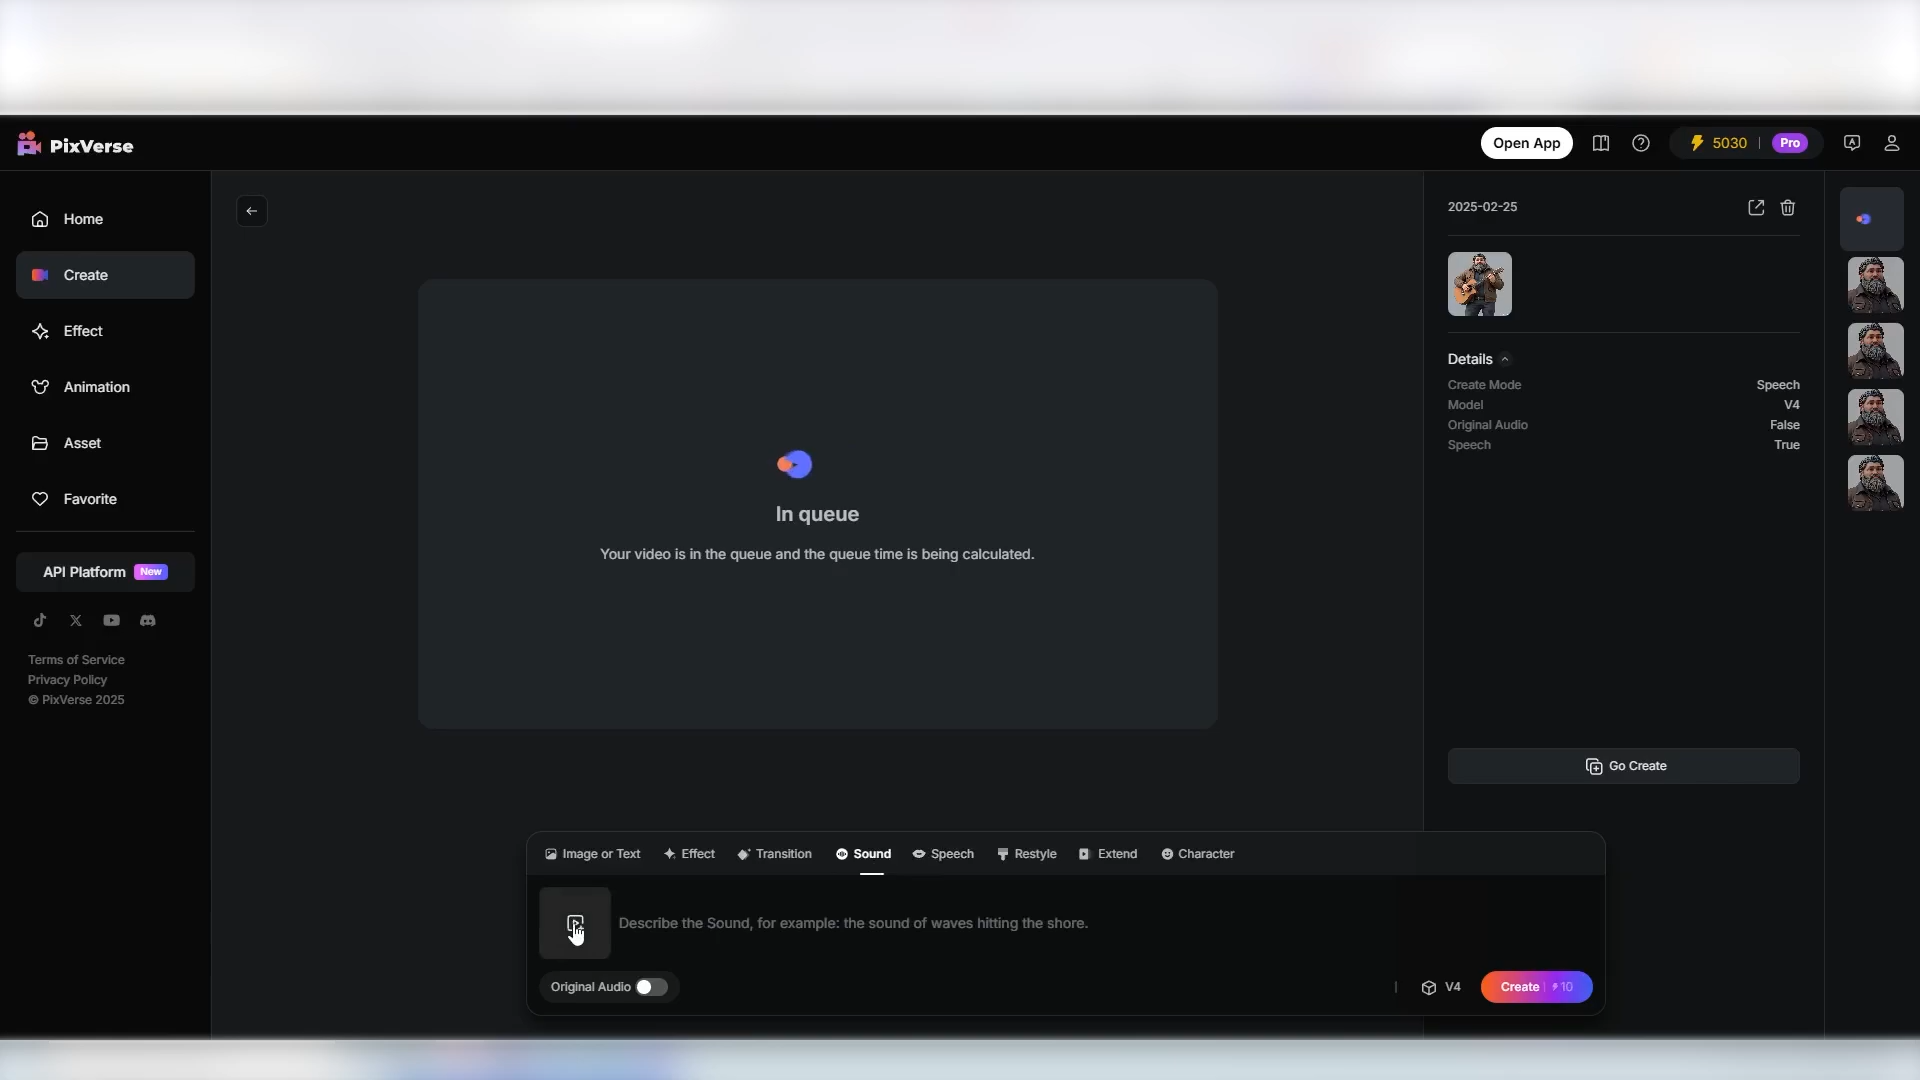 PixVerse
Open App
5030
Pro
Home
Create
Effect
Animation
Asset
Favorite
API Platform
New
Terms of Service
Privacy Policy
© PixVerse 2025
In queue
Your video is in the queue and the queue time is being calculated.
2025-02-25
Details
Create Mode Speech
Model V4
Original Audio False
Speech True
Go Create
Image or Text
Effect
Transition
Sound
Speech
Restyle
Extend
Character
Describe the Sound, for example: the sound of waves hitting the shore.
Original Audio
V4
Create 10